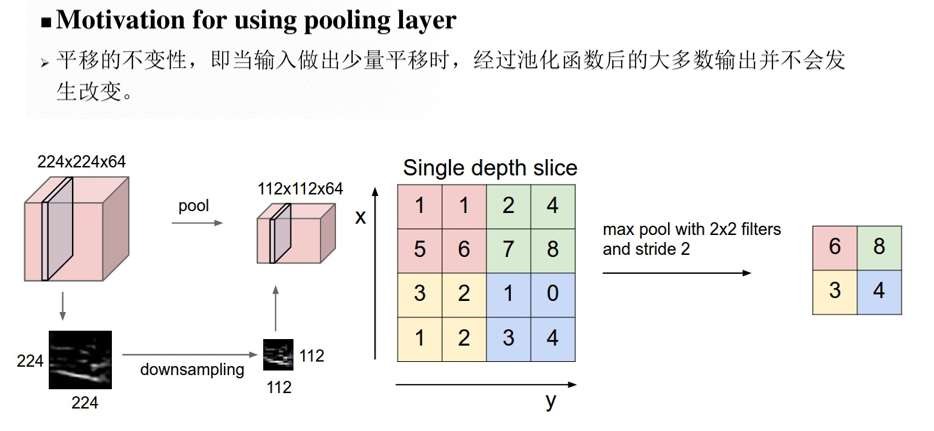 Motivation for using pooling layer
平移的不变性，即当输入做出少量平移时，经过池化函数后的大多数输出并不会发
生改变。
224x224x64
pool
112x112x64
224
224
downsampling
112
112
Single depth slice
x
1 1 2 4
5 6 7 8
3 2 1 0
1 2 3 4
y
max pool with 2x2 filters
and stride 2
6 8
3 4